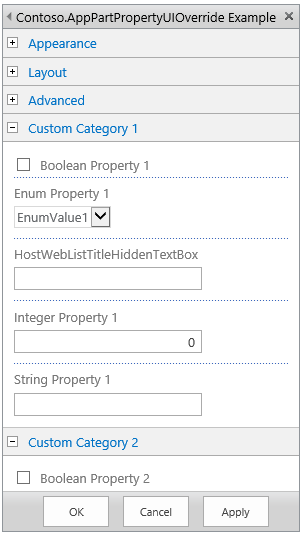 Contoso.AppPartPropertyUIOverride Example
Appearance
Layout
Advanced
Custom Category 1
Boolean Property 1
Enum Property 1
EnumValue1
HostWebListTitleHiddenTextBox
Integer Property 1
0
String Property 1
Custom Category 2
Boolean Property 2
OK Cancel Apply